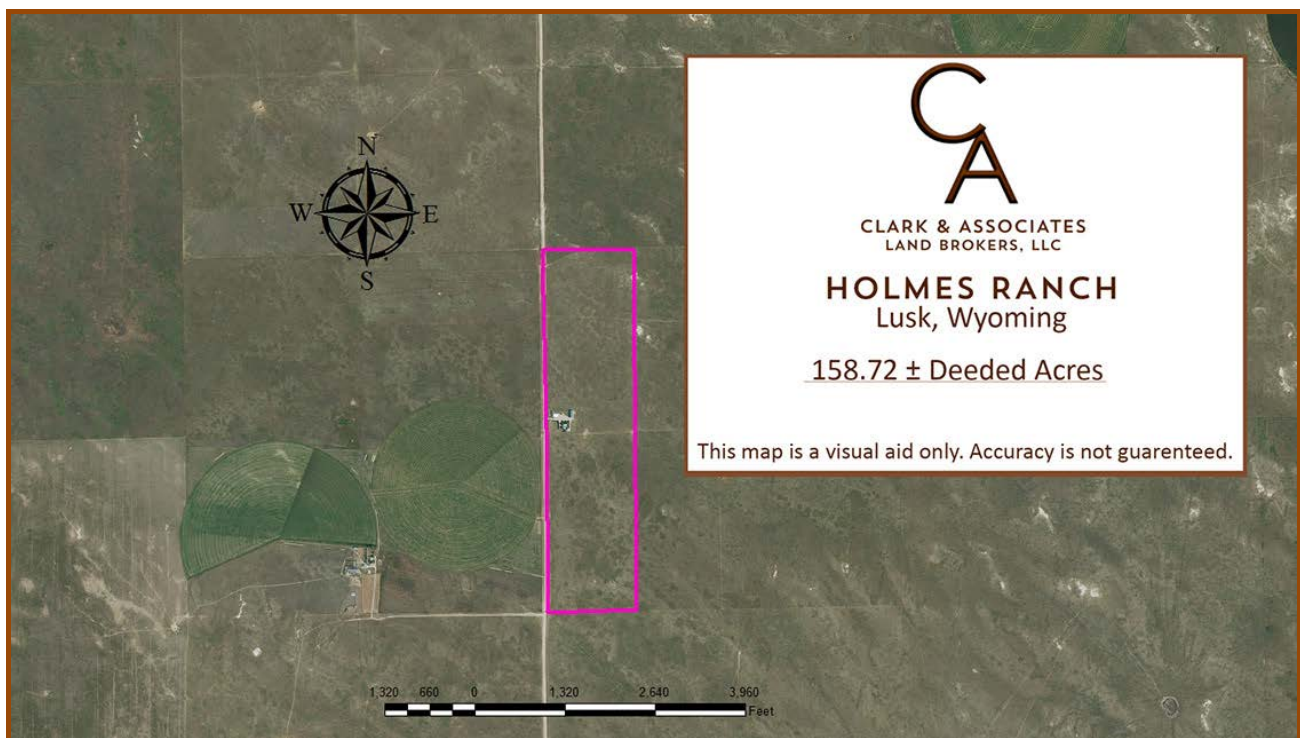 N
W E
S
CA
CLARK & ASSOCIATES
LAND BROKERS, LLC
HOLMES RANCH
Lusk, Wyoming
158.72 ± Deeded Acres
This map is a visual aid only. Accuracy is not guarenteed.
1,320 660 0 1,320 2,640 3,960
Feet